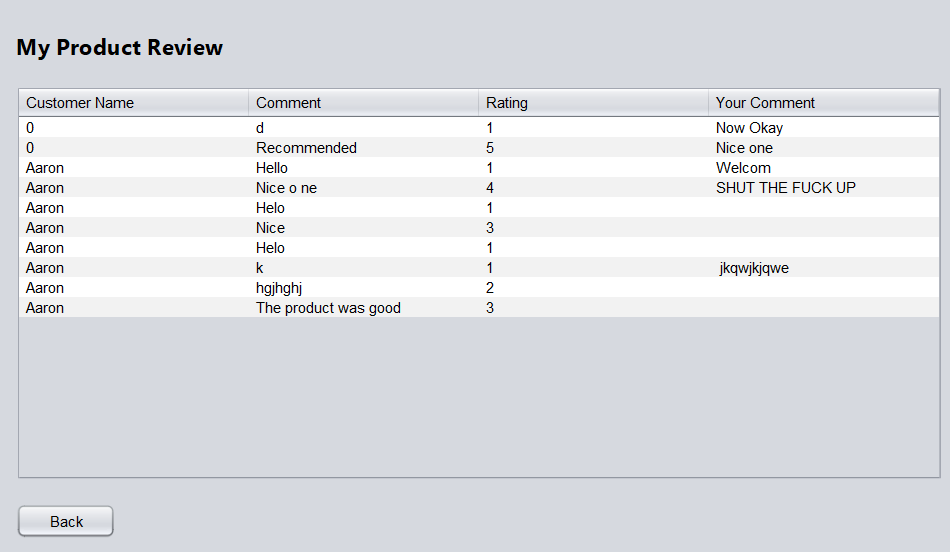 My Product Review
Customer Name Comment Rating Your Comment
0 d 1 Now Okay
0 Recommended 5 Nice one
Aaron Hello 1 Welcom
Aaron Nice o ne 4 SHUT THE FUCK UP
Aaron Helo 1
Aaron Nice 3
Aaron Helo 1
Aaron k 1 jkqwjkjqwe
Aaron hgjhghj 2
Aaron The product was good 3
Back